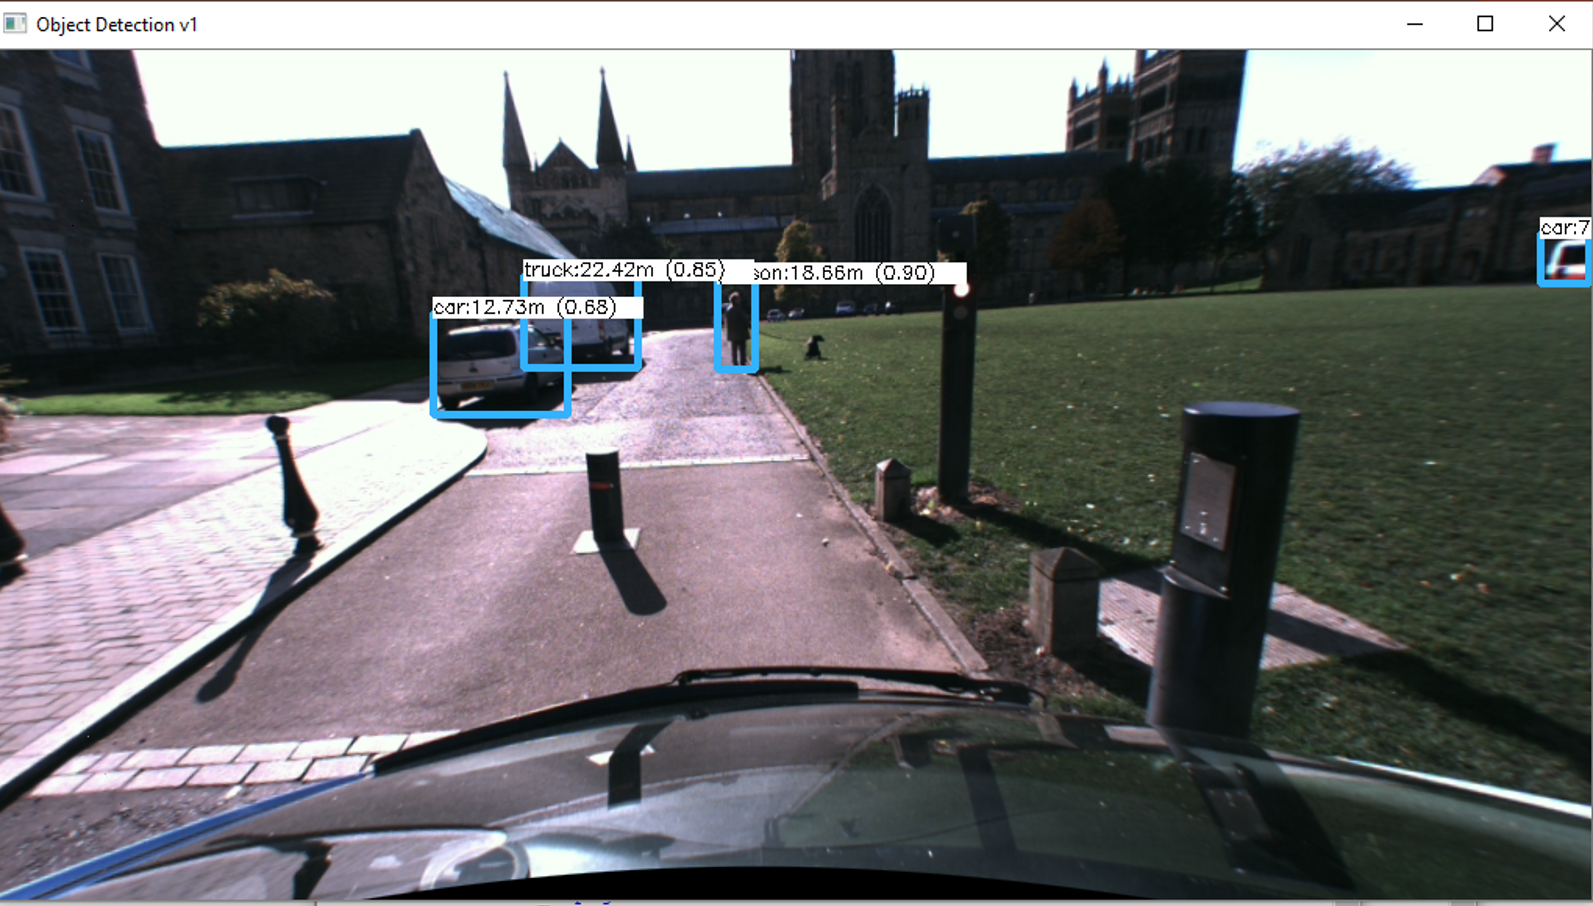 Object Detection v1
car:7
truck:22.42m (0.85)
son:18.66m (0.90)
car:12.73m (0.68)